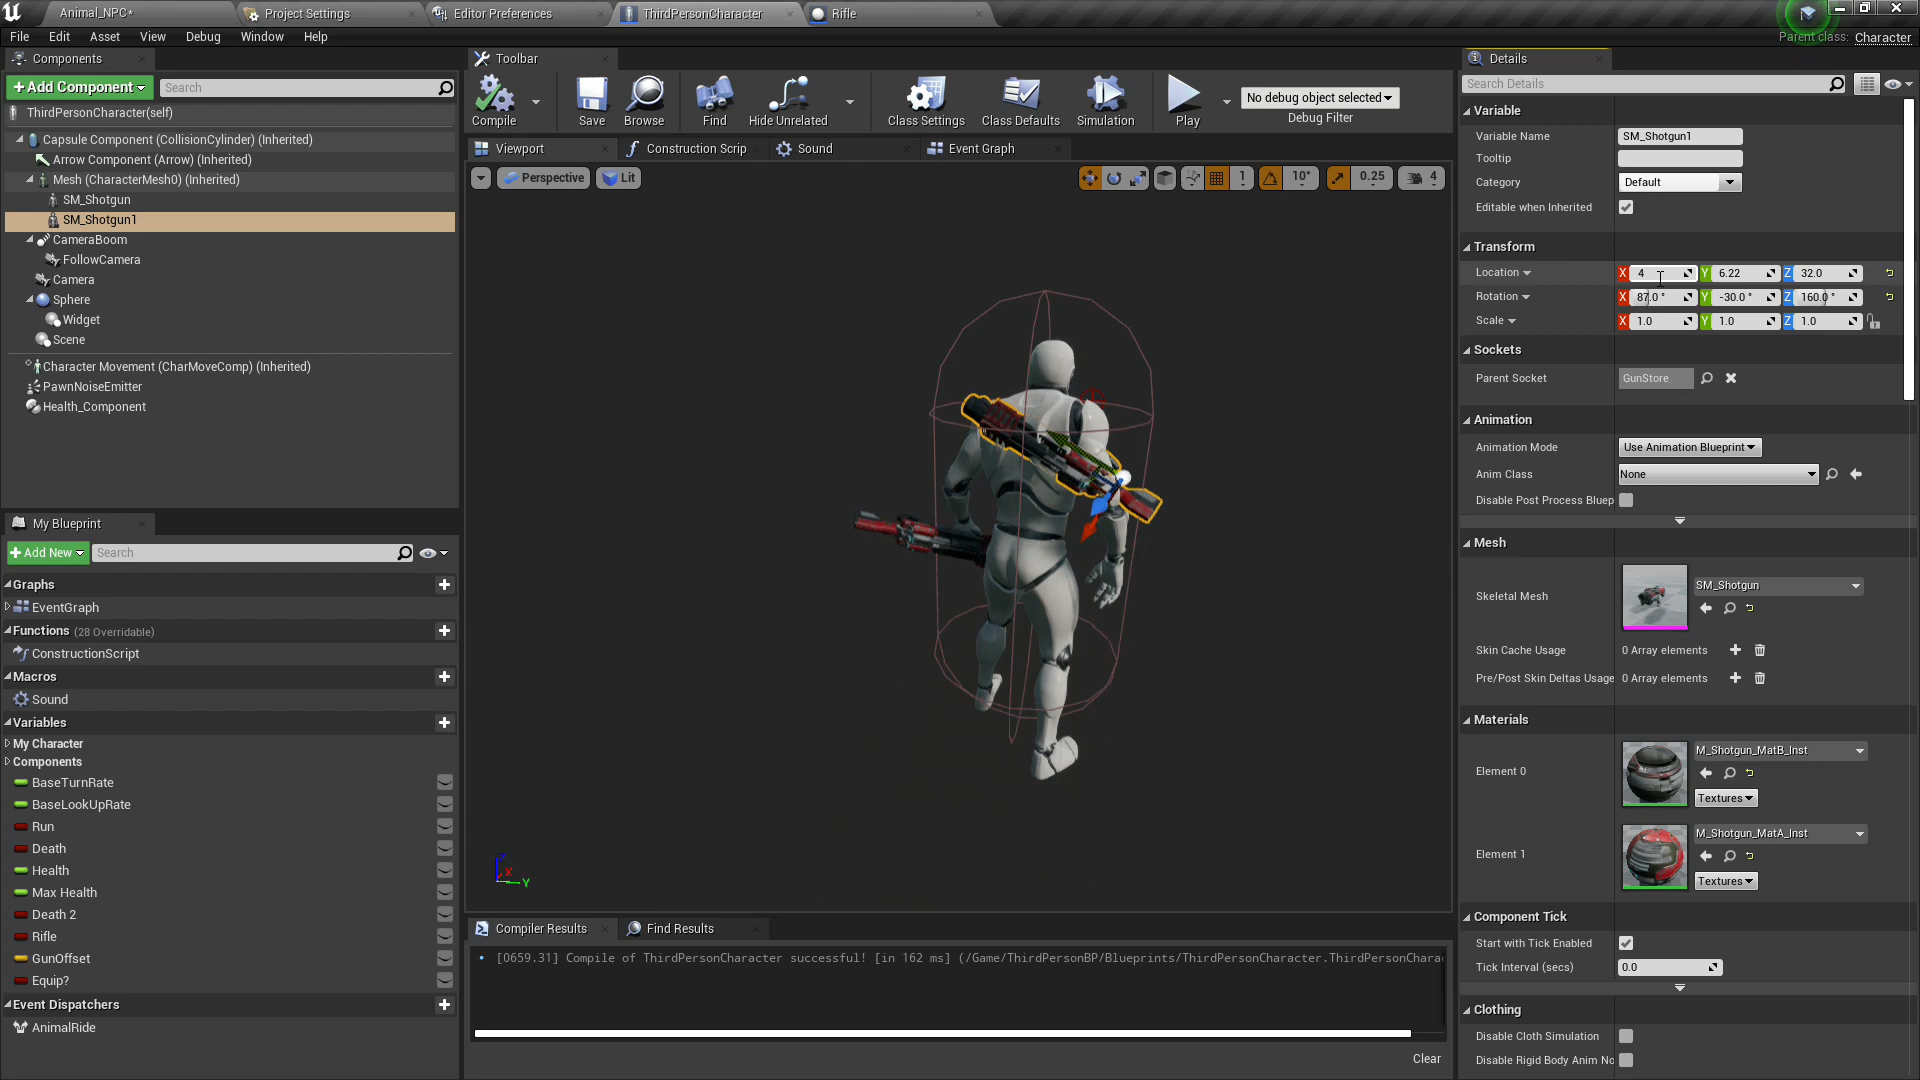 Animal_NPC*
Project Settings
Editor Preferences
ThirdPersonCharacter
Rifle
File Edit Asset View Debug Window Help
Parent class: Character
Components
+Add Component
Search
ThirdPersonCharacter(self)
Capsule Component (CollisionCylinder) (Inherited)
Arrow Component (Arrow) (Inherited)
Mesh (CharacterMesh0) (Inherited)
SM_Shotgun
SM_Shotgun1
CameraBoom
FollowCamera
Camera
Sphere
Widget
Scene
Character Movement (CharMoveComp) (Inherited)
PawnNoiseEmitter
Health_Component
My Blueprint
+Add New
Search
Graphs
EventGraph
Functions (28 Overridable)
ConstructionScript
Macros
Sound
Variables
My Character
Components
BaseTurnRate
BaseLookUpRate
Run
Death
Health
Max Health
Death 2
Rifle
GunOffset
Equip?
Event Dispatchers
AnimalRide
Toolbar
Compile
Save
Browse
Find
Hide Unrelated
Class Settings
Class Defaults
Simulation
Play
No debug object selected
Debug Filter
Viewport
Construction Scrip
Sound
Event Graph
Perspective
Lit
1
10°
0.25
4
Z
X
Y
Compiler Results
Find Results
• [0659.31] Compile of ThirdPersonCharacter successful! [in 162 ms] (/Game/ThirdPersonBP/Blueprints/ThirdPersonCharacter.ThirdPersonChara
Clear
Details
Search Details
Variable
Variable Name SM_Shotgun1
Tooltip
Category Default
Editable when Inherited
Transform
Location X 4 Y 6.22 Z 32.0
Rotation X 87.0 ° Y -30.0 ° Z 160.0 °
Scale X 1.0 Y 1.0 Z 1.0
Sockets
Parent Socket GunStore
Animation
Animation Mode Use Animation Blueprint
Anim Class None
Disable Post Process Bluep
Mesh
Skeletal Mesh SM_Shotgun
Skin Cache Usage 0 Array elements
Pre/Post Skin Deltas Usage 0 Array elements
Materials
Element 0 M_Shotgun_MatB_Inst
Textures
Element 1 M_Shotgun_MatA_Inst
Textures
Component Tick
Start with Tick Enabled
Tick Interval (secs) 0.0
Clothing
Disable Cloth Simulation
Disable Rigid Body Anim No